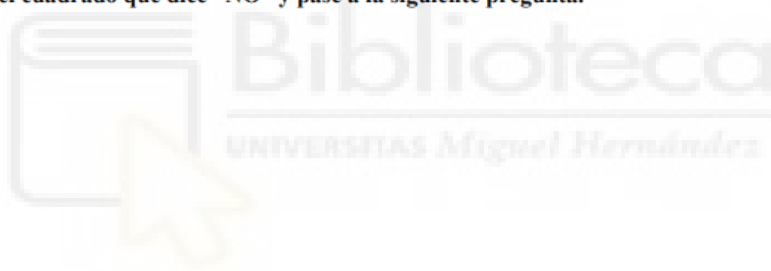 el cuadrado que dice "NO" y pase a la siguiente pregunta.
Biblioteca
UNIVERSITAS Miguel Hernández